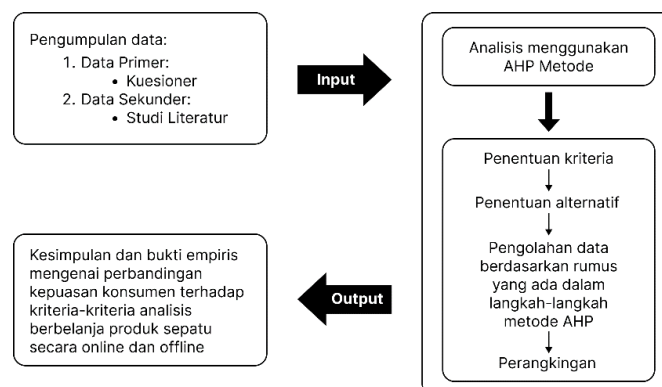 Pengumpulan data:
1. Data Primer:
• Kuesioner
2. Data Sekunder:
• Studi Literatur
Input
Analisis menggunakan
AHP Metode
Penentuan kriteria
Penentuan alternatif
Pengolahan data
berdasarkan rumus
yang ada dalam
langkah-langkah
metode AHP
Perangkingan
Output
Kesimpulan dan bukti empiris
mengenai perbandingan
kepuasan konsumen terhadap
kriteria-kriteria analisis
berbelanja produk sepatu
secara online dan offline